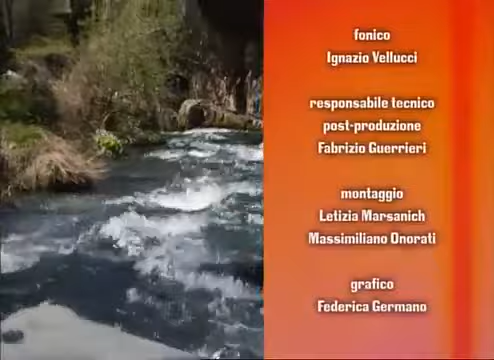 fonico
Ignazio Vellucci
responsabile tecnico
post-produzione
Fabrizio Guerrieri
montaggio
Letizia Marsanich
Massimiliano Onorati
grafico
Federica Germano